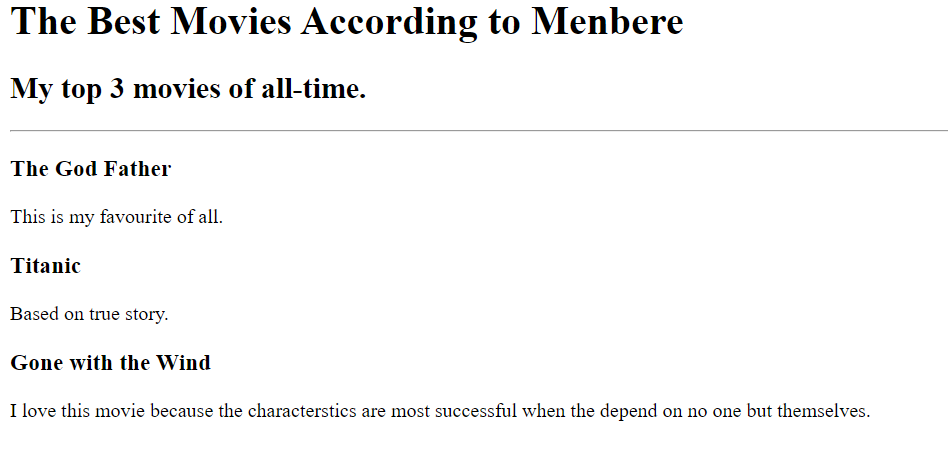 The Best Movies According to Menbere
My top 3 movies of all-time.
The God Father
This is my favourite of all.
Titanic
Based on true story.
Gone with the Wind
I love this movie because the characterstics are most successful when the depend on no one but themselves.